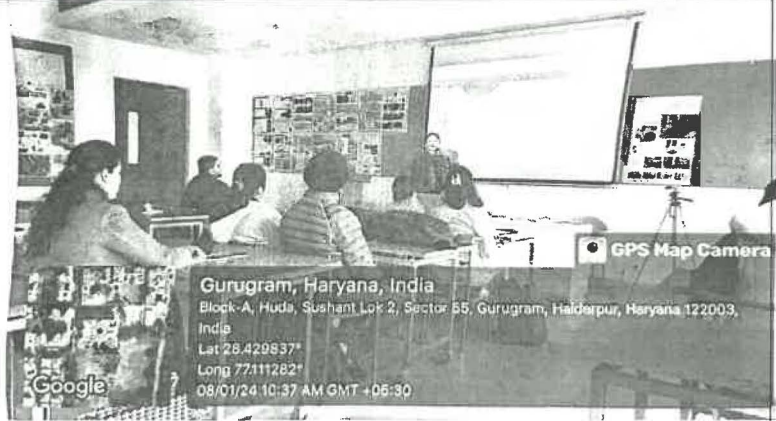 GPS Map Camera
Gurugram, Haryana, India
Block-A, Huda, Sushant Lok 2, Sector 55, Gurugram, Haiderpur, Haryana 122003,
India
Lat 28.429837°
Long 77.111282°
08/01/24 10:37 AM GMT +05:30
Google